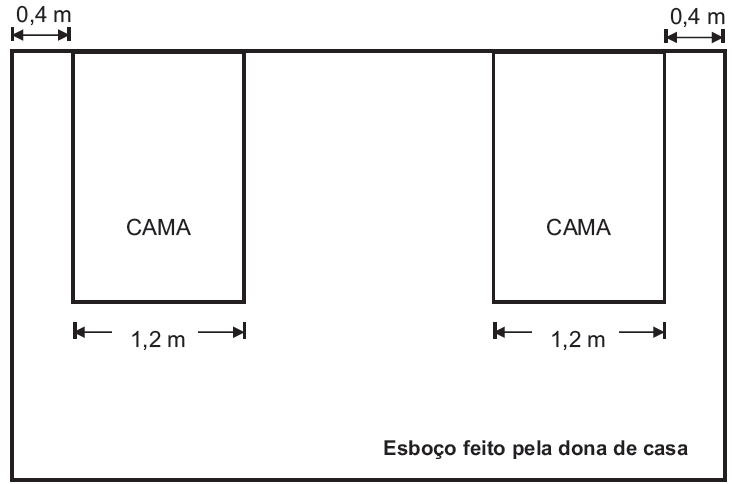 0,4 m
0,4 m
CAMA
CAMA
1,2 m
1,2 m
Esboço feito pela dona de casa